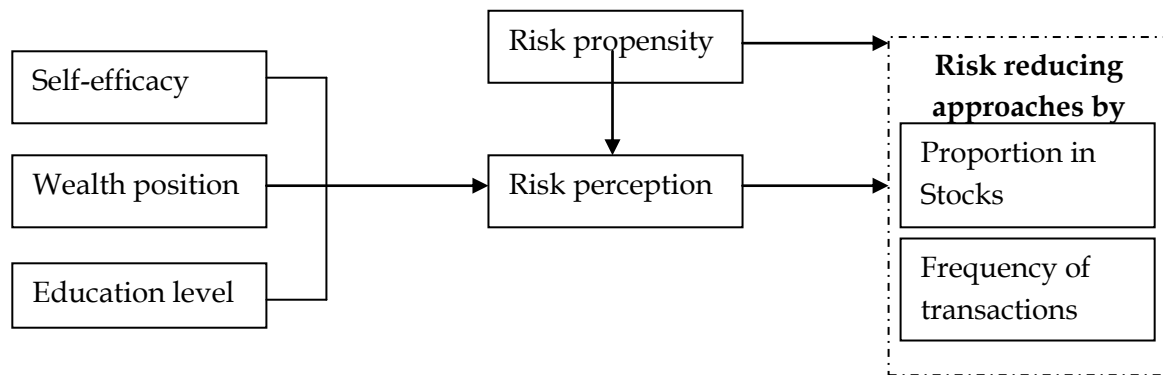 Risk propensity
Self-efficacy
Risk reducing
approaches by
Proportion in
Stocks
Wealth position
Risk perception
Frequency of
transactions
Education level